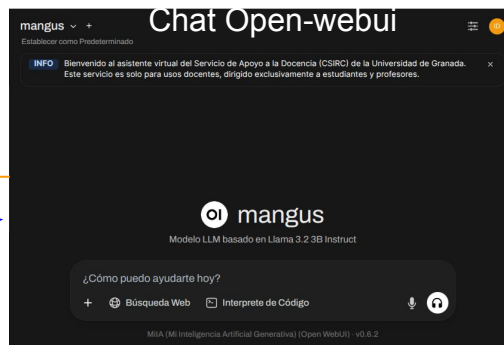 Chat Open-webui
mangus
Establecer como Predeterminado
INFO Bienvenido al asistente virtual del Servicio de Apoyo a la Docencia (CSIRC) de la Universidad de Granada.
Este servicio es solo para usos docentes, dirigido exclusivamente a estudiantes y profesores.
OI mangus
Modelo LLM basado en Llama 3.2 3B Instruct
¿Cómo puedo ayudarte hoy?
+ Búsqueda Web Interprete de Código
MiIA (Mi Inteligencia Artificial Generativa) (Open WebUI) · v0.6.2